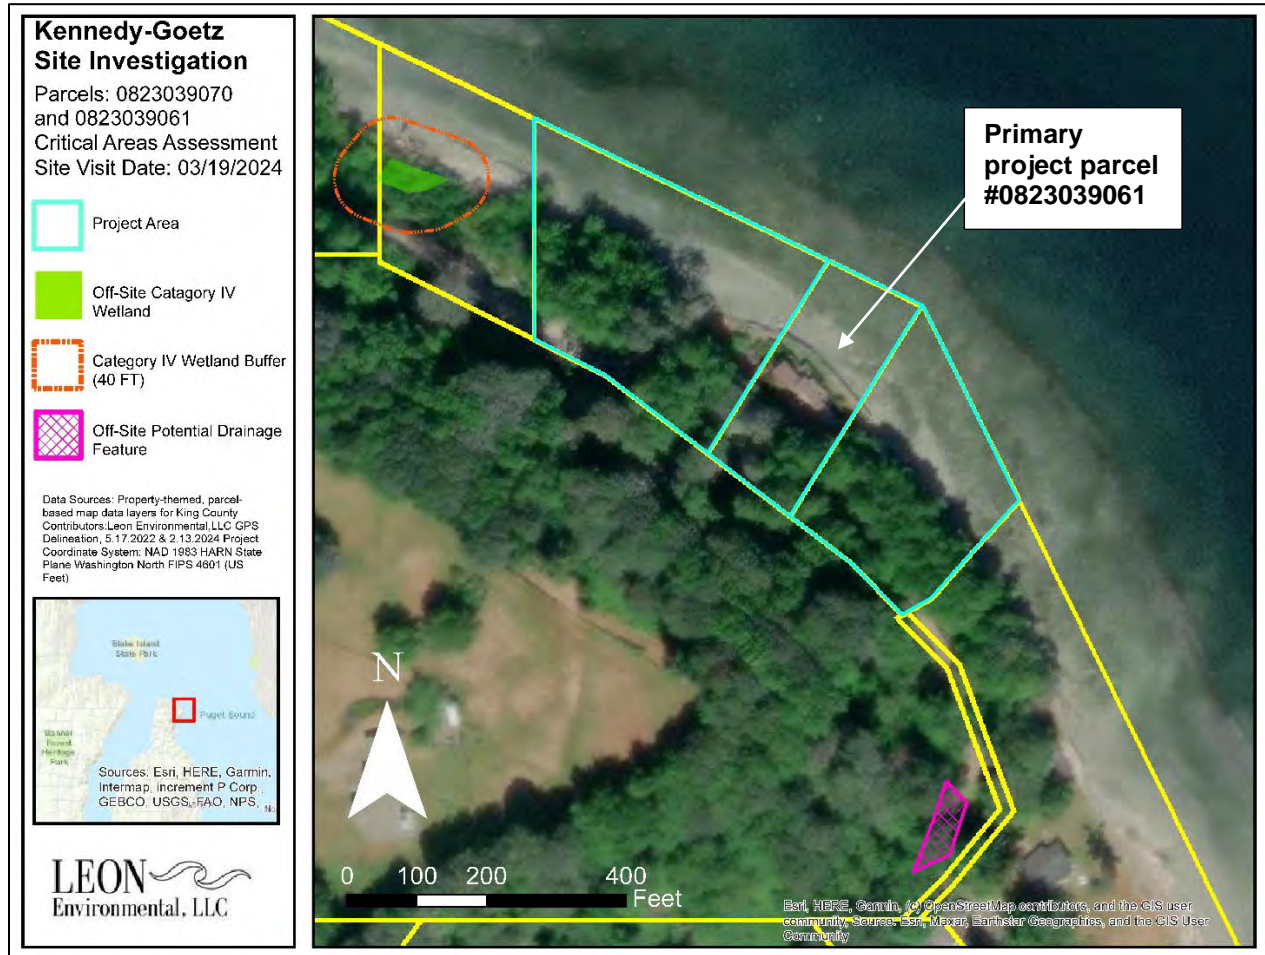 Kennedy-Goetz
Site Investigation
Parcels: 0823039070
and 0823039061
Critical Areas Assessment
Site Visit Date: 03/19/2024
Project Area
Off-Site Catagory IV
Wetland
Category IV Wetland Buffer
(40 FT)
Off-Site Potential Drainage
Feature
Data Sources: Property-themed, parcel-
based map data layers for King County
Contributors:Leon Environmental,LLC GPS
Delineation, 5.17.2022 & 2.13.2024 Project
Coordinate System: NAD 1983 HARN State
Plane Washington North FIPS 4601 (US
Feet)
Blake Island
State Park
Puget Sound
Banner
Forest
Heritage
Park
Sources: Esri, HERE, Garmin,
Intermap, increment P Corp.,
GEBCO, USGS, FAO, NPS,
LEON
Environmental, LLC
Primary
project parcel
#0823039061
N
0 100 200 400
Feet
Esri, HERE, Garmin, (c) OpenStreetMap contributors, and the GIS user
community, Source: Esri, Maxar, Earthstar Geographics, and the GIS User
Community